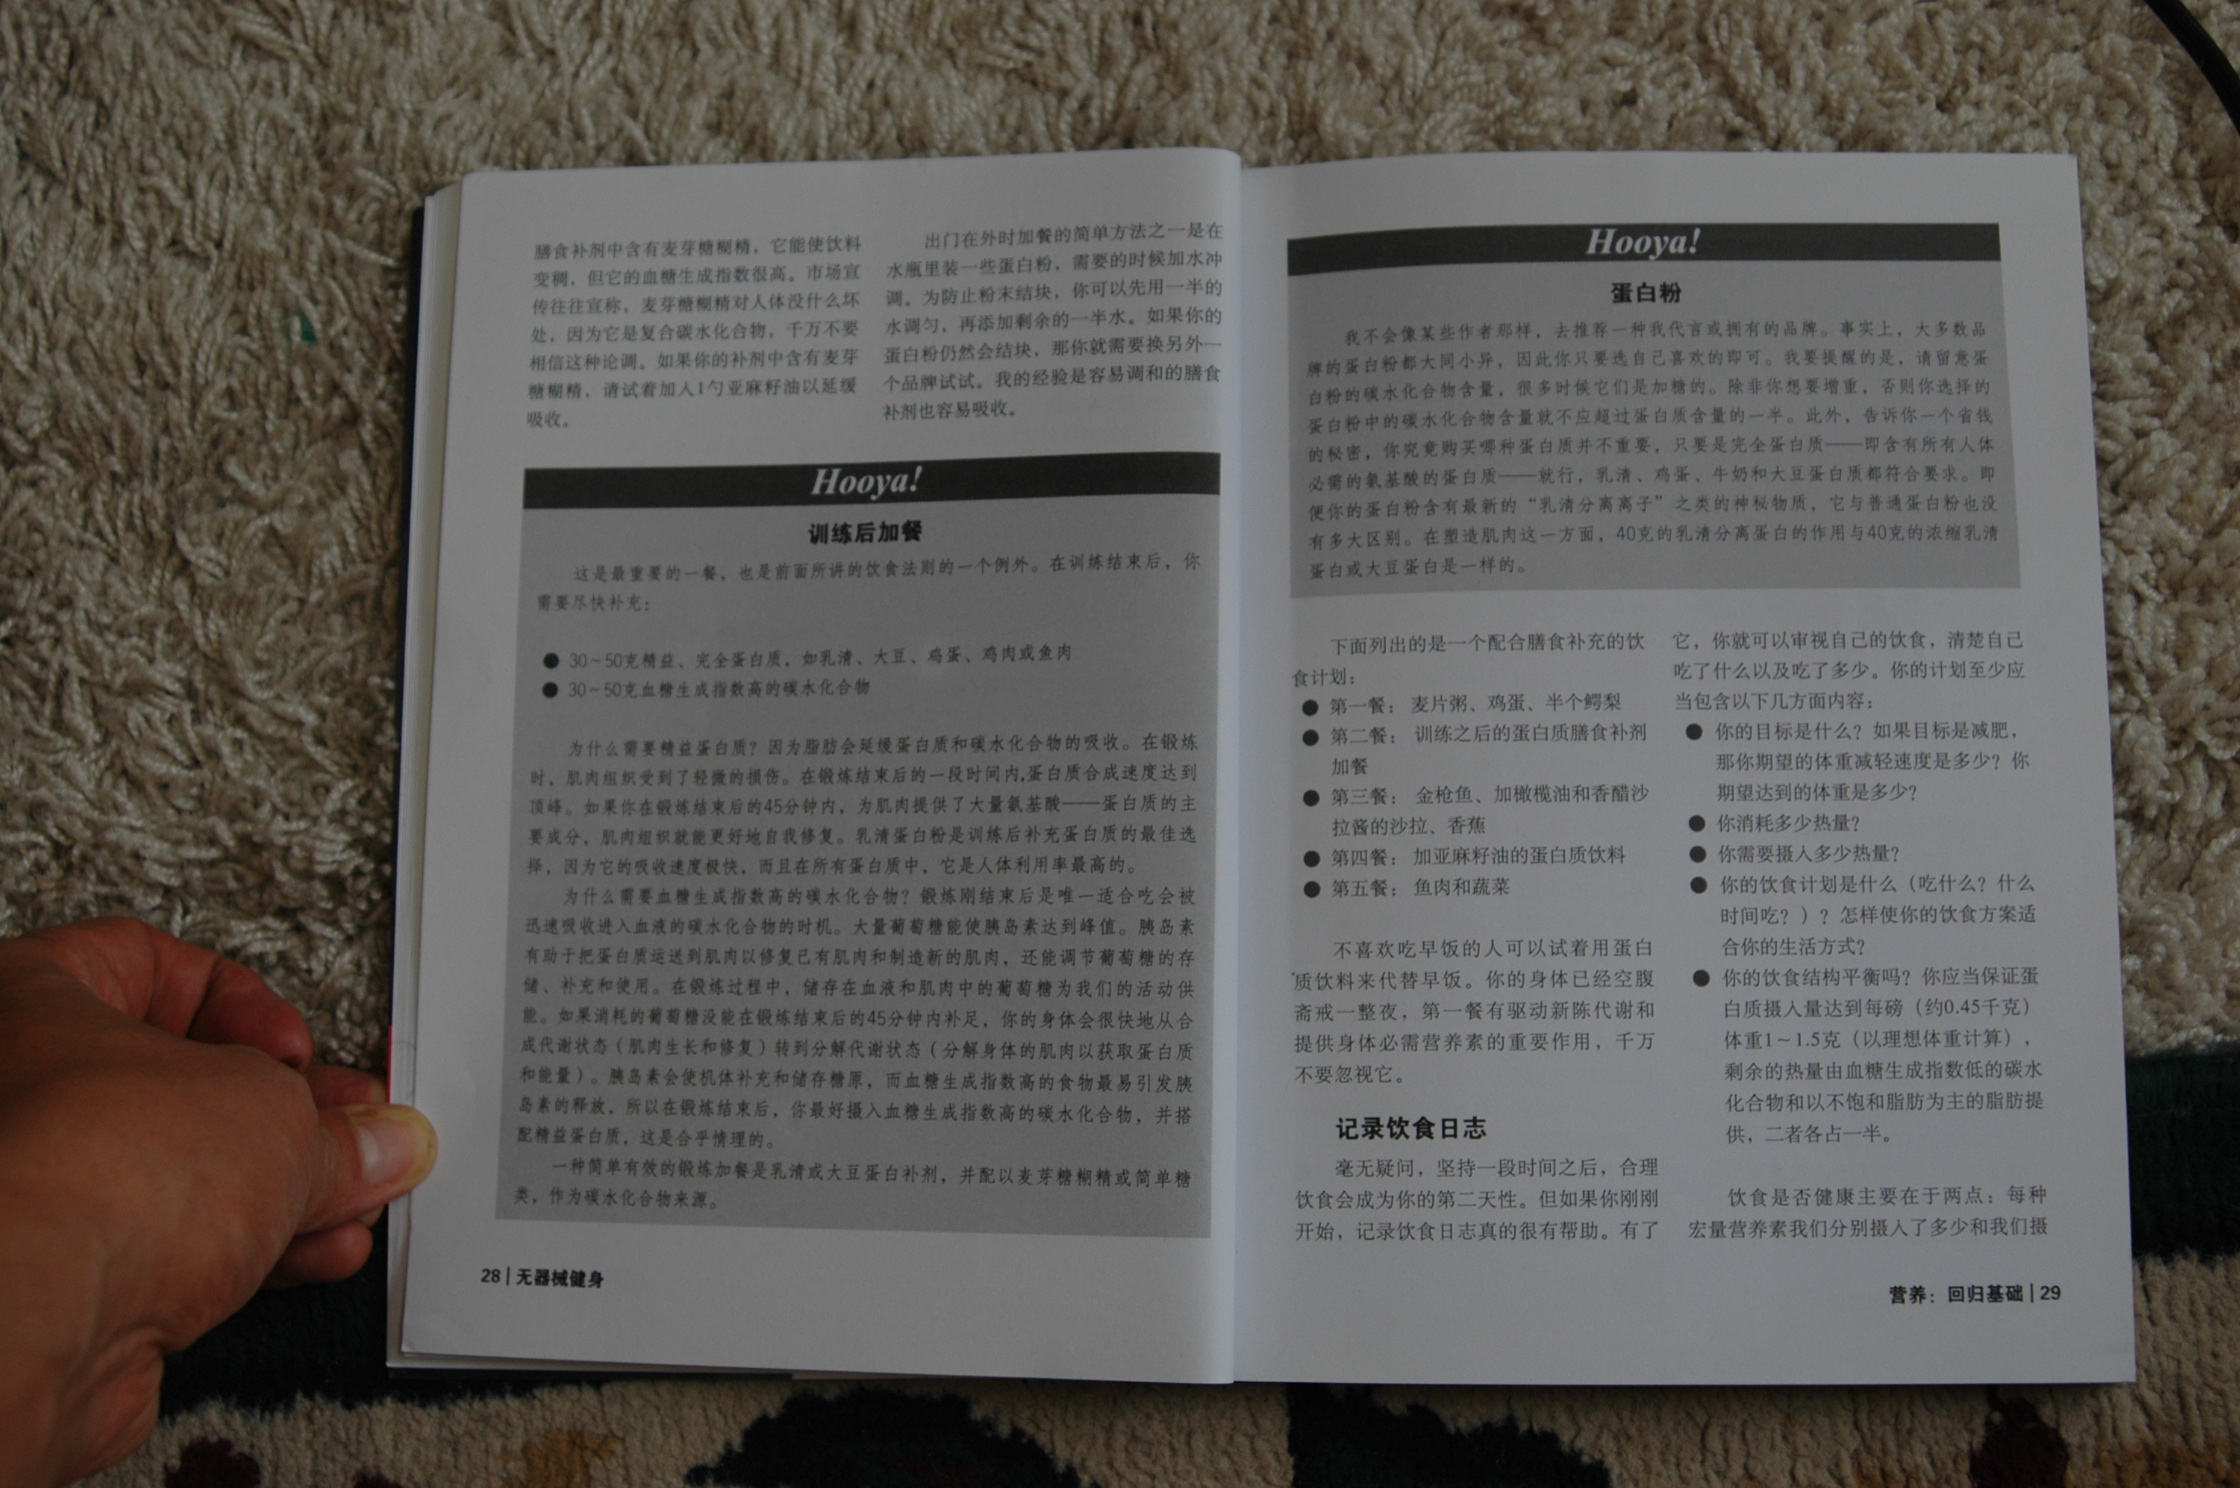 膳食补剂中含有麦芽糖糊精，它能使饮料
变稠，但它的血糖生成指数很高。市场宣
传往往宣称，麦芽糖糊精对人体没什么坏
处，因为它是复合碳水化合物，千万不要
相信这种论调。如果你的补剂中含有麦芽
糖糊精，请试着加入1勺亚麻籽油以延缓
吸收。
出门在外时加餐的简单方法之一是在
水瓶里装一些蛋白粉，需要的时候加水冲
调。为防止粉末结块，你可以先用一半的
水调匀，再添加剩余的一半水。如果你的
蛋白粉仍然会结块，那你就需要换另外一
个品牌试试。我的经验是容易调和的膳食
补剂也容易吸收。
Hooya!
训练后加餐
这是最重要的一餐，也是前面所讲的饮食法则的一个例外。在训练结束后，你
需要尽快补充：
● 30～50克精益、完全蛋白质，如乳清、大豆、鸡蛋、鸡肉或鱼肉
● 30～50克血糖生成指数高的碳水化合物
为什么需要精益蛋白质？因为脂肪会延缓蛋白质和碳水化合物的吸收。在锻炼
时，肌肉组织受到了轻微的损伤。在锻炼结束后的一段时间内,蛋白质合成速度达到
顶峰。如果你在锻炼结束后的45分钟内，为肌肉提供了大量氨基酸——蛋白质的主
要成分，肌肉组织就能更好地自我修复。乳清蛋白粉是训练后补充蛋白质的最佳选
择，因为它的吸收速度极快，而且在所有蛋白质中，它是人体利用率最高的。
为什么需要血糖生成指数高的碳水化合物？锻炼刚结束后是唯一适合吃会被
迅速吸收进入血液的碳水化合物的时机。大量葡萄糖能使胰岛素达到峰值。胰岛素
有助于把蛋白质运送到肌肉以修复已有肌肉和制造新的肌肉，还能调节葡萄糖的存
储、补充和使用。在锻炼过程中，储存在血液和肌肉中的葡萄糖为我们的活动供
能。如果消耗的葡萄糖没能在锻炼结束后的45分钟内补足，你的身体会很快地从合
成代谢状态（肌肉生长和修复）转到分解代谢状态（分解身体的肌肉以获取蛋白质
和能量）。胰岛素会使机体补充和储存糖原，而血糖生成指数高的食物最易引发胰
岛素的释放，所以在锻炼结束后，你最好摄入血糖生成指数高的碳水化合物，并搭
配精益蛋白质，这是合乎情理的。
一种简单有效的锻炼加餐是乳清或大豆蛋白补剂，并配以麦芽糖糊精或简单糖
类，作为碳水化合物来源。
28 | 无器械健身
Hooya!
蛋白粉
我不会像某些作者那样，去推荐一种我代言或拥有的品牌。事实上，大多数品
牌的蛋白粉都大同小异，因此你只要选自己喜欢的即可。我要提醒的是，请留意蛋
白粉的碳水化合物含量，很多时候它们是加糖的。除非你想要增重，否则你选择的
蛋白粉中的碳水化合物含量就不应超过蛋白质含量的一半。此外，告诉你一个省钱
的秘密，你究竟购买哪种蛋白质并不重要，只要是完全蛋白质——即含有所有人体
必需的氨基酸的蛋白质——就行，乳清、鸡蛋、牛奶和大豆蛋白质都符合要求。即
便你的蛋白粉含有最新的“乳清分离离子”之类的神秘物质，它与普通蛋白粉也没
有多大区别。在塑造肌肉这一方面，40克的乳清分离蛋白的作用与40克的浓缩乳清
蛋白或大豆蛋白是一样的。
下面列出的是一个配合膳食补充的饮
食计划：
● 第一餐：麦片粥、鸡蛋、半个鳄梨
● 第二餐：训练之后的蛋白质膳食补剂
加餐
● 第三餐：金枪鱼、加橄榄油和香醋沙
拉酱的沙拉、香蕉
● 第四餐：加亚麻籽油的蛋白质饮料
● 第五餐：鱼肉和蔬菜
不喜欢吃早饭的人可以试着用蛋白
质饮料来代替早饭。你的身体已经空腹
斋戒一整夜，第一餐有驱动新陈代谢和
提供身体必需营养素的重要作用，千万
不要忽视它。
记录饮食日志
毫无疑问，坚持一段时间之后，合理
饮食会成为你的第二天性。但如果你刚刚
开始，记录饮食日志真的很有帮助。有了
它，你就可以审视自己的饮食，清楚自己
吃了什么以及吃了多少。你的计划至少应
当包含以下几方面内容：
● 你的目标是什么？如果目标是减肥，
那你期望的体重减轻速度是多少？你
期望达到的体重是多少？
● 你消耗多少热量？
● 你需要摄入多少热量？
● 你的饮食计划是什么（吃什么？什么
时间吃？）？怎样使你的饮食方案适
合你的生活方式？
● 你的饮食结构平衡吗？你应当保证蛋
白质摄入量达到每磅（约0.45千克）
体重1～1.5克（以理想体重计算），
剩余的热量由血糖生成指数低的碳水
化合物和以不饱和脂肪为主的脂肪提
供，二者各占一半。
饮食是否健康主要在于两点：每种
宏量营养素我们分别摄入了多少和我们摄
营养：回归基础 | 29